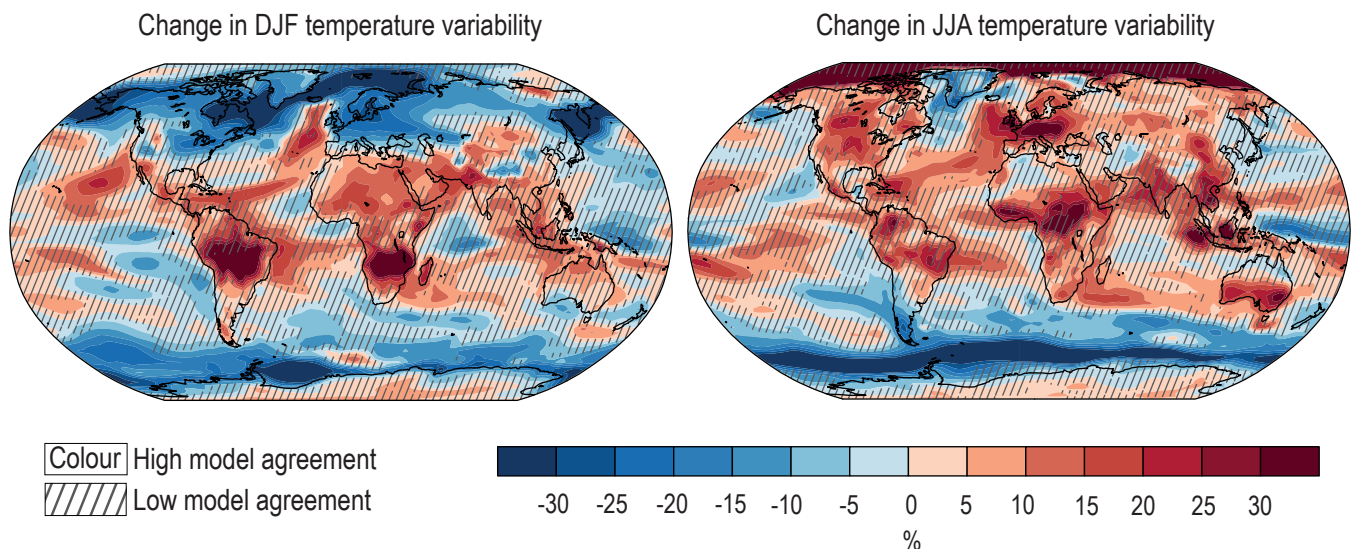 Change in DJF temperature variability
Change in JJA temperature variability
Colour High model agreement
Low model agreement
-30 -25 -20 -15 -10 -5 0 5 10 15 20 25 30
%